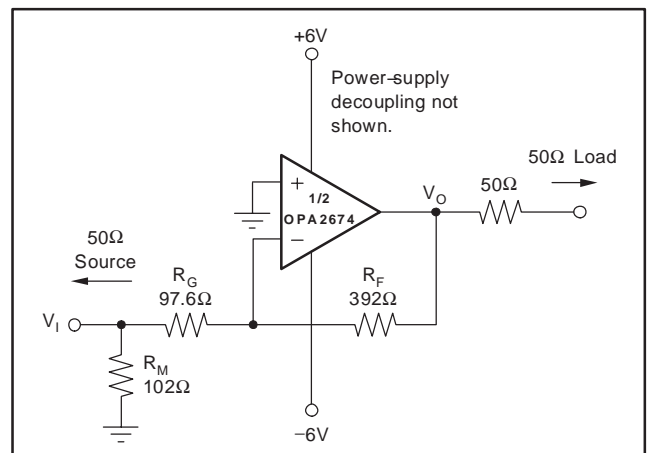 +6V
Power-supply
decoupling not
shown.
50Ω Load
+
1/2
OPA2674
−
V_O
50Ω
50Ω
Source
R_G
97.6Ω
R_F
392Ω
V_I
R_M
102Ω
−6V